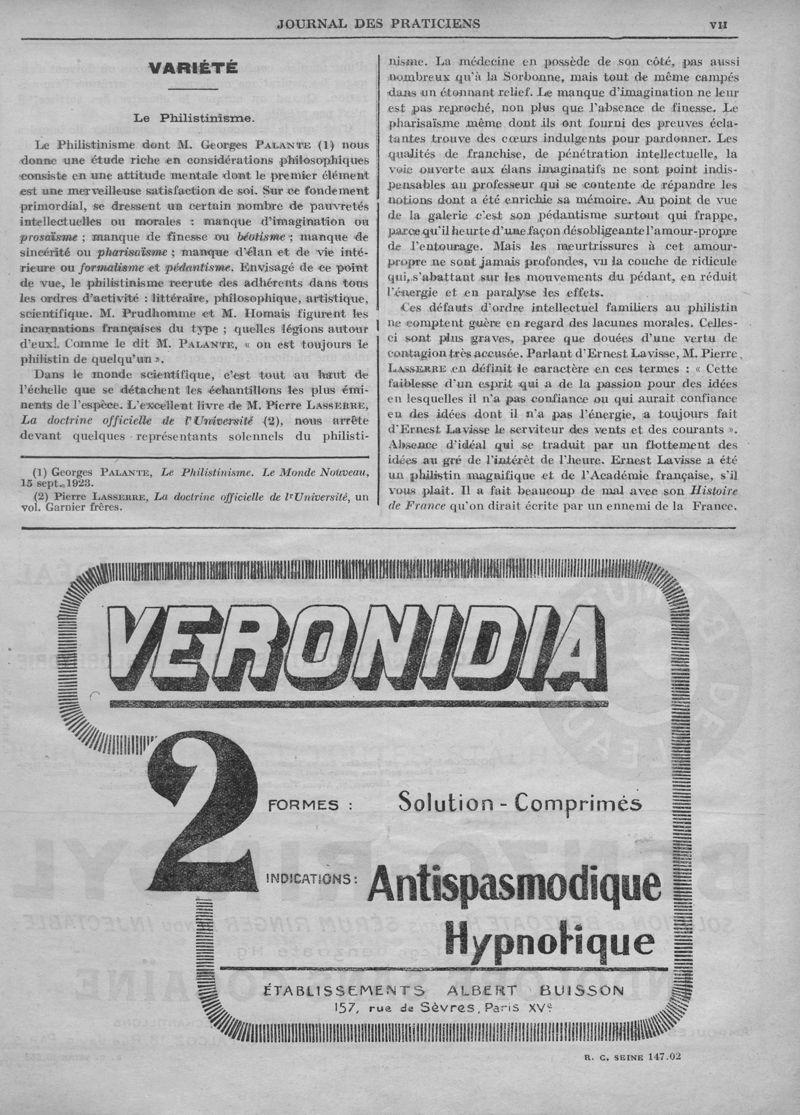 JOURNAL DES PRATICIENS
VII
VARIÉTÉ
Le Philistinisme.
Le Philistinisme dont M. Georges PALANTE (1) nous
donne une étude riche en considérations philosophiques
consiste en une attitude mentale dont le premier élément
est une merveilleuse satisfaction de soi. Sur ce fondement
primordial, se dressent un certain nombre de pauvretés
intellectuelles ou morales : manque d'imagination ou
prosaïsme ; manque de finesse ou béotisme ; manque de
sincérité ou pharisaïsme ; manque d'élan et de vie inté-
rieure ou formalisme et pédantisme. Envisagé de ce point
de vue, le philistinisme recrute des adhérents dans tous
les ordres d'activité : littéraire, philosophique, artistique,
scientifique. M. Prudhomme et M. Homais figurent les
incarnations françaises du type ; quelles légions autour
d'eux! Comme le dit M. PALANTE, « on est toujours le
philistin de quelqu'un ».
Dans le monde scientifique, c'est tout au haut de
l'échelle que se détachent les échantillons les plus émi-
nents de l'espèce. L'excellent livre de M. Pierre LASSERRE,
La doctrine officielle de l'Université (2), nous arrête
devant quelques représentants solennels du philisti-
(1) Georges PALANTE, Le Philistinisme. Le Monde Nouveau,
15 sept. 1923.
(2) Pierre LASSERRE, La doctrine officielle de l'Université, un
vol. Garnier frères.
nisme. La médecine en possède de son côté, pas aussi
nombreux qu'à la Sorbonne, mais tout de même campés
dans un étonnant relief. Le manque d'imagination ne leur
est pas reproché, non plus que l'absence de finesse. Le
pharisaïsme même dont ils ont fourni des preuves écla-
tantes trouve des cœurs indulgents pour pardonner. Les
qualités de franchise, de pénétration intellectuelle, la
voie ouverte aux élans imaginatifs ne sont point indis-
pensables au professeur qui se contente de répandre les
notions dont a été enrichie sa mémoire. Au point de vue
de la galerie c'est son pédantisme surtout qui frappe,
parce qu'il heurte d'une façon désobligeante l'amour-propre
de l'entourage. Mais les meurtrissures à cet amour-
propre ne sont jamais profondes, vu la couche de ridicule
qui, s'abattant sur les mouvements du pédant, en réduit
l'énergie et en paralyse les effets.
Ces défauts d'ordre intellectuel familiers au philistin
ne comptent guère en regard des lacunes morales. Celles-
ci sont plus graves, parce que douées d'une vertu de
contagion très accusée. Parlant d'Ernest Lavisse, M. Pierre
LASSERRE en définit le caractère en ces termes : « Cette
faiblesse d'un esprit qui a de la passion pour des idées
en lesquelles il n'a pas confiance ou qui aurait confiance
en des idées dont il n'a pas l'énergie, a toujours fait
d'Ernest Lavisse le serviteur des vents et des courants ».
Absence d'idéal qui se traduit par un flottement des
idées au gré de l'intérêt de l'heure. Ernest Lavisse a été
un philistin magnifique et de l'Académie française, s'il
vous plaît. Il a fait beaucoup de mal avec son Histoire
de France qu'on dirait écrite par un ennemi de la France.
VERONIDIA
2 FORMES : Solution - Comprimés
INDICATIONS : Antispasmodique
Hypnotique
ÉTABLISSEMENTS ALBERT BUISSON
157, rue de Sèvres, Paris XVe
R. C. SEINE 147.02